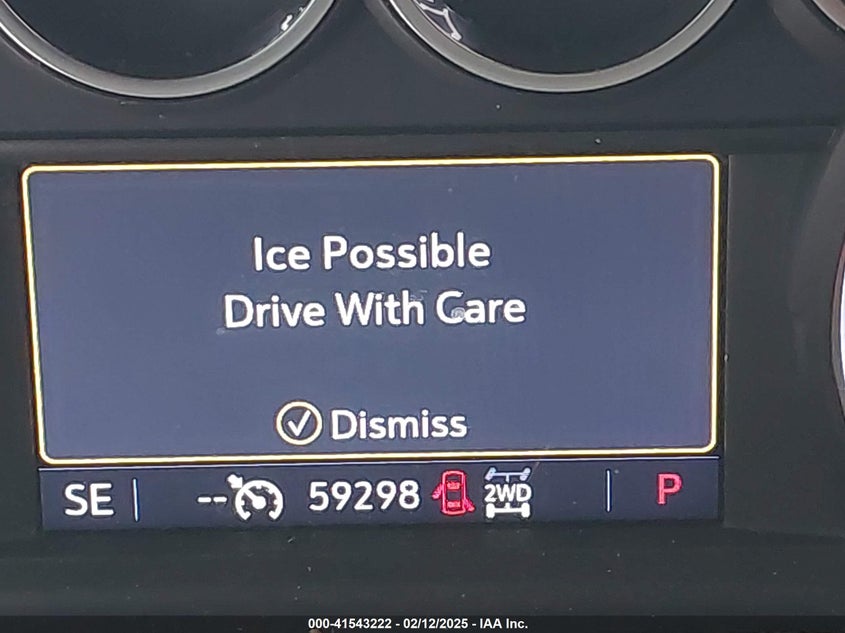 Ice Possible
Drive With Care
Dismiss
SE -- 59298 2WD P
000-41543222 - 02/12/2025 - IAA Inc.